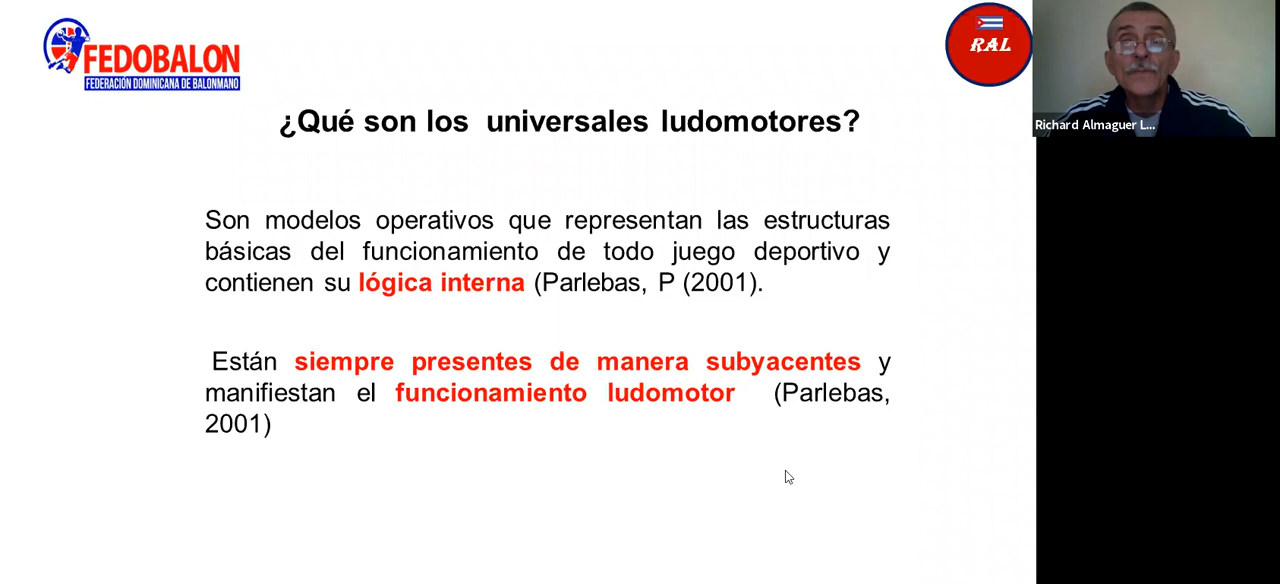 FEDOBALON
FEDERACIÓN DOMINICANA DE BALONMANO
RAL
Richard Almaguer L...
¿Qué son los universales ludomotores?
Son modelos operativos que representan las estructuras
básicas del funcionamiento de todo juego deportivo y
contienen su lógica interna (Parlebas, P (2001).
Están siempre presentes de manera subyacentes y
manifiestan el funcionamiento ludomotor (Parlebas,
2001)